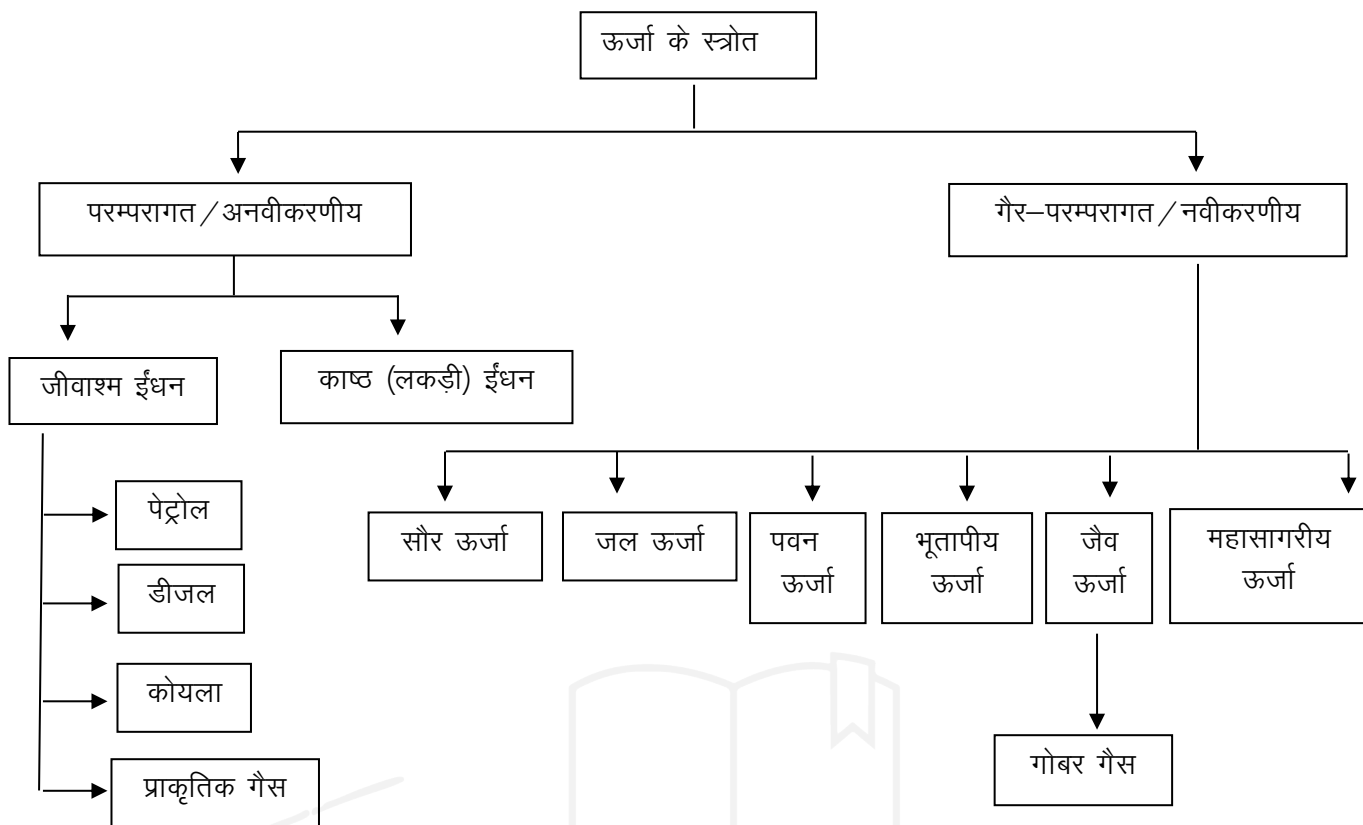 ऊर्जा के स्त्रोत
परम्परागत/अनवीकरणीय
गैर–परम्परागत/नवीकरणीय
जीवाश्म ईंधन
काष्ठ (लकड़ी) ईंधन
पेट्रोल
डीजल
कोयला
प्राकृतिक गैस
सौर ऊर्जा
जल ऊर्जा
पवन
ऊर्जा
भूतापीय
ऊर्जा
जैव
ऊर्जा
महासागरीय
ऊर्जा
गोबर गैस